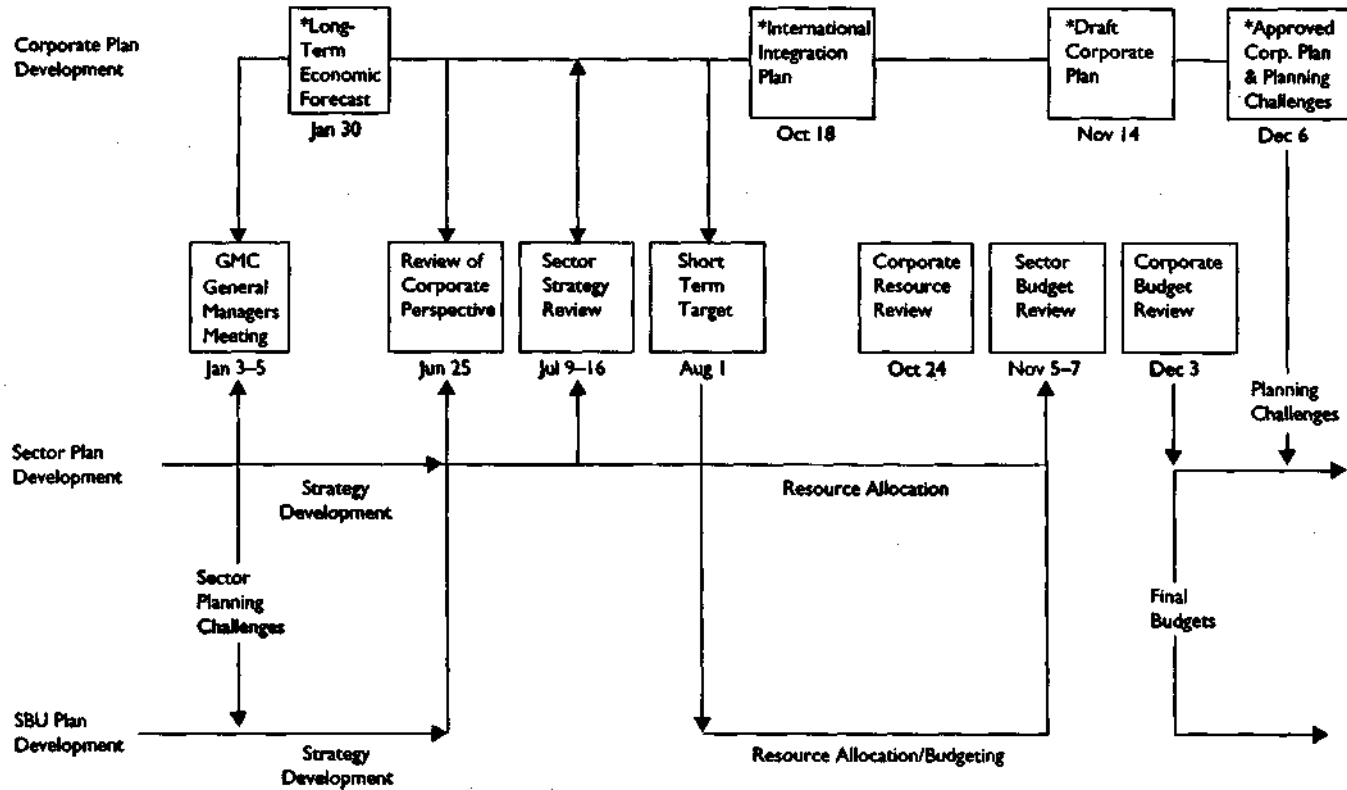 Corporate Plan
Development
*Long-
Term
Economic
Forecast
Jan 30
*International
Integration
Plan
Oct 18
*Draft
Corporate
Plan
Nov 14
*Approved
Corp. Plan
& Planning
Challenges
Dec 6
GMC
General
Managers
Meeting
Jan 3–5
Review of
Corporate
Perspective
Jun 25
Sector
Strategy
Review
Jul 9–16
Short
Term
Target
Aug 1
Corporate
Resource
Review
Oct 24
Sector
Budget
Review
Nov 5–7
Corporate
Budget
Review
Dec 3
Planning
Challenges
Sector Plan
Development
Strategy
Development
Resource Allocation
Sector
Planning
Challenges
Final
Budgets
SBU Plan
Development
Strategy
Development
Resource Allocation/Budgeting